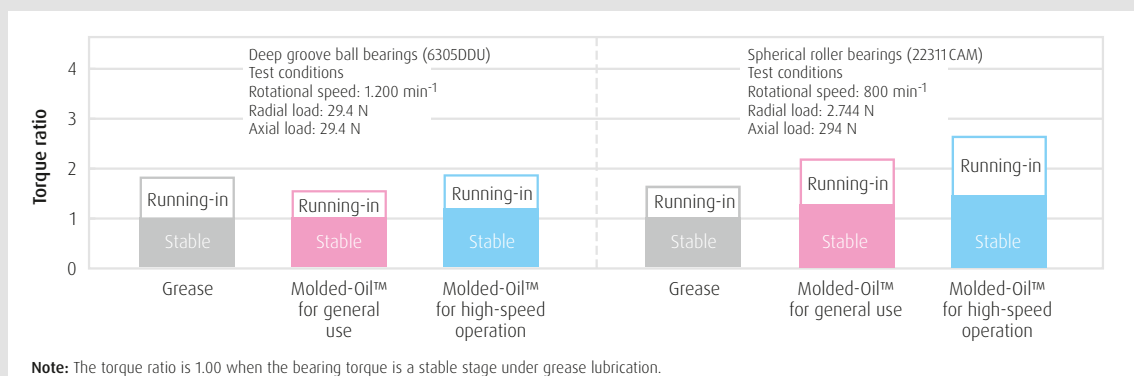 Torque ratio
4
3
2
1
0
Deep groove ball bearings (6305DDU)
Test conditions
Rotational speed: 1.200 min⁻¹
Radial load: 29.4 N
Axial load: 29.4 N
Spherical roller bearings (22311CAM)
Test conditions
Rotational speed: 800 min⁻¹
Radial load: 2.744 N
Axial load: 294 N
Running-in
Stable
Running-in
Stable
Running-in
Stable
Running-in
Stable
Running-in
Stable
Running-in
Stable
Grease
Molded-Oil™
for general
use
Molded-Oil™
for high-speed
operation
Grease
Molded-Oil™
for general use
Molded-Oil™
for high-speed
operation
Note: The torque ratio is 1.00 when the bearing torque is a stable stage under grease lubrication.